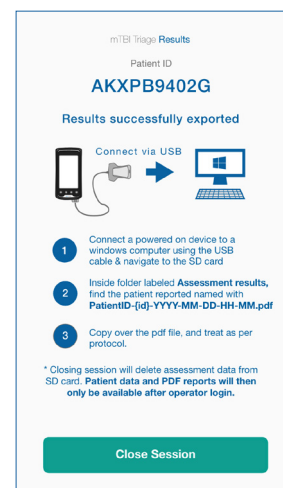 mTBI Triage Results
Patient ID
AKXPB9402G
Results successfully exported
Connect via USB
1
Connect a powered on device to a
windows computer using the USB
cable & navigate to the SD card
2
Inside folder labeled Assessment results,
find the patient reported named with
PatientID-{id}-YYYY-MM-DD-HH-MM.pdf
3
Copy over the pdf file, and treat as per
protocol.
* Closing session will delete assessment data from
SD card. Patient data and PDF reports will then
only be available after operator login.
Close Session